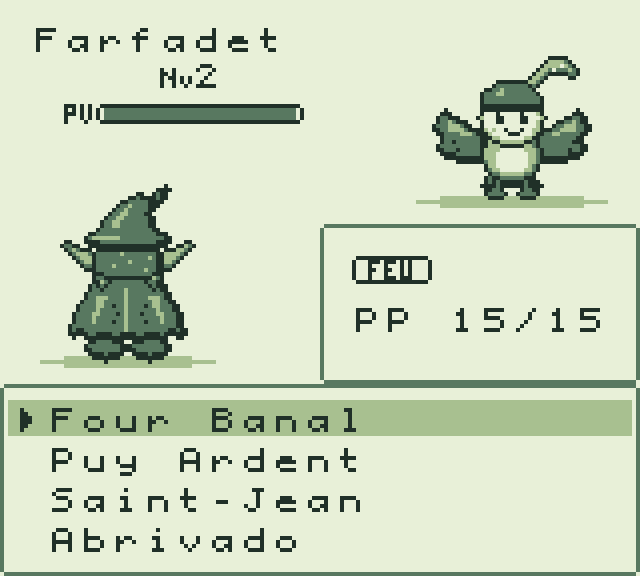 Farfadet
Nv2
PV
FEU
PP 15/15
Four Banal
Puy Ardent
Saint-Jean
Abrivado